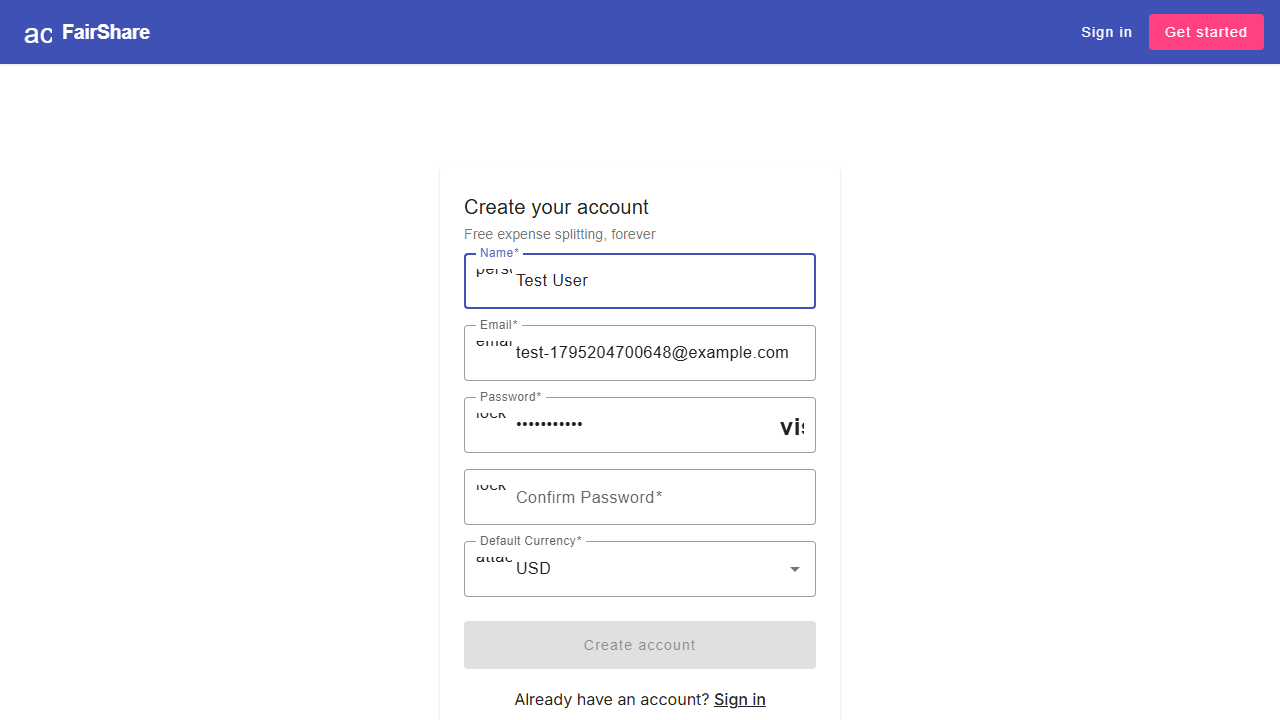 ac FairShare
Sign in
Get started
Create your account
Free expense splitting, forever
Name*
Test User
Email*
test-1795204700648@example.com
Password*
lock
•••••••••••
lock
Confirm Password*
Default Currency*
USD
Create account
Already have an account? Sign in